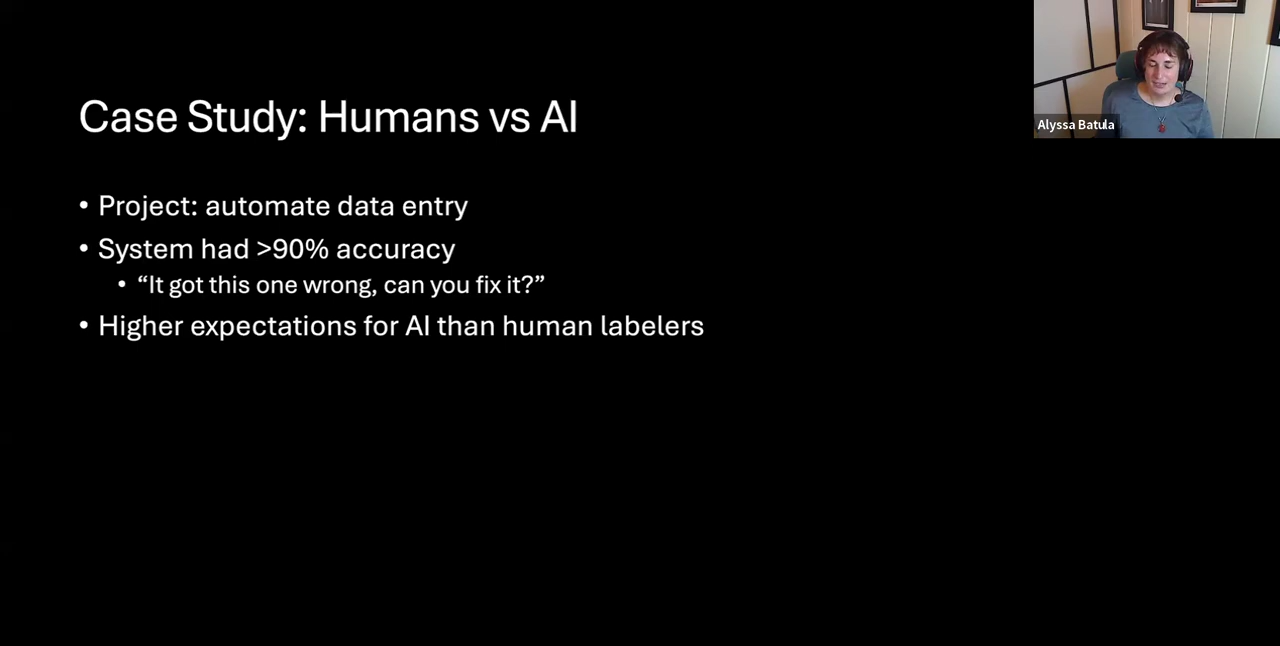 Case Study: Humans vs AI
• Project: automate data entry
• System had >90% accuracy
• “It got this one wrong, can you fix it?”
• Higher expectations for AI than human labelers
Alyssa Batula